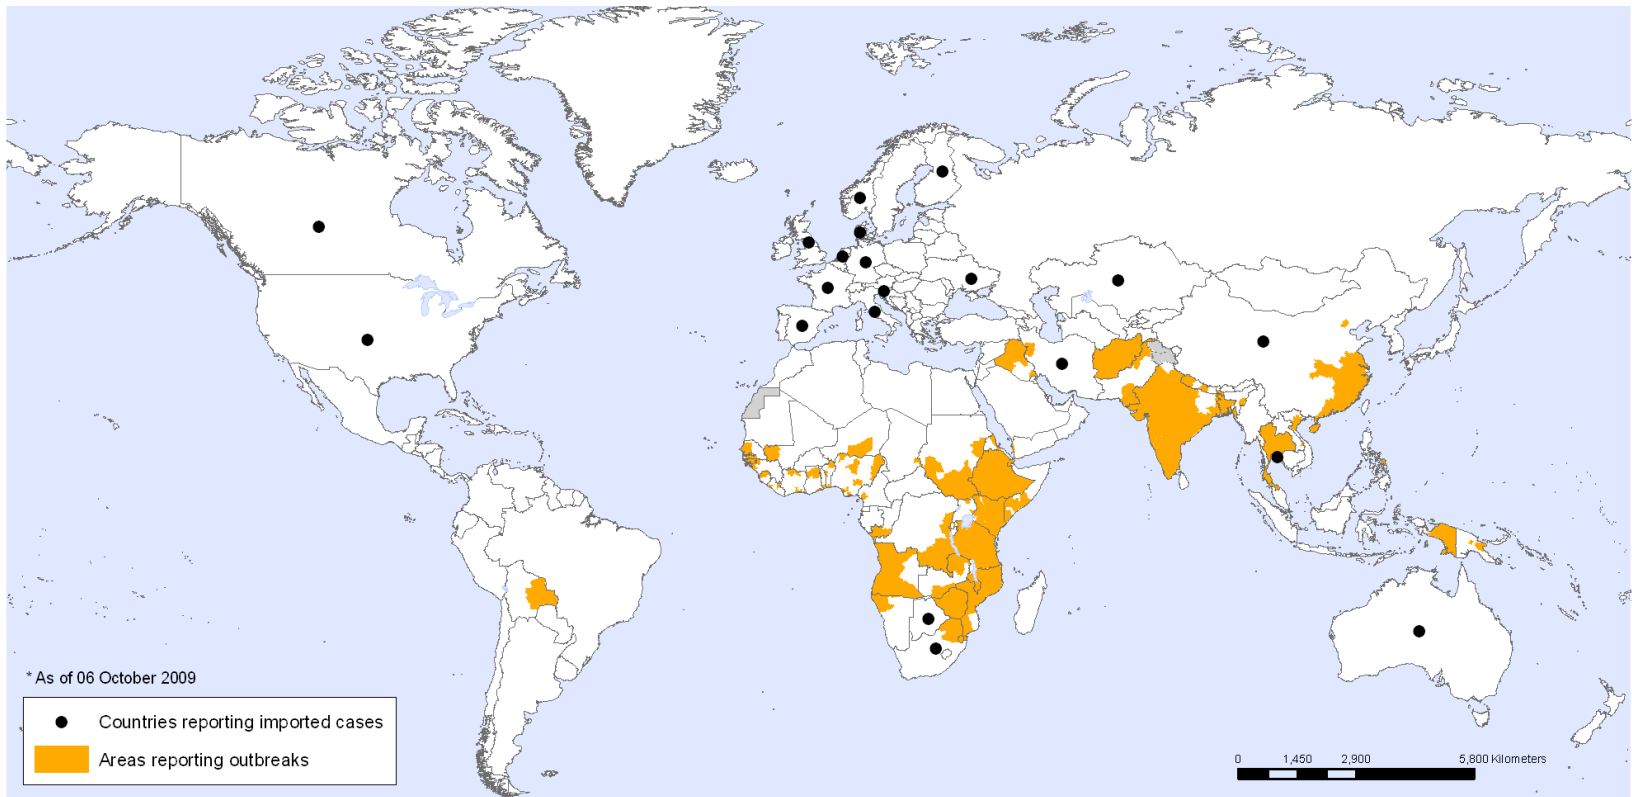 * As of 06 October 2009
Countries reporting imported cases
Areas reporting outbreaks
0 1,450 2,900 5,800 Kilometers